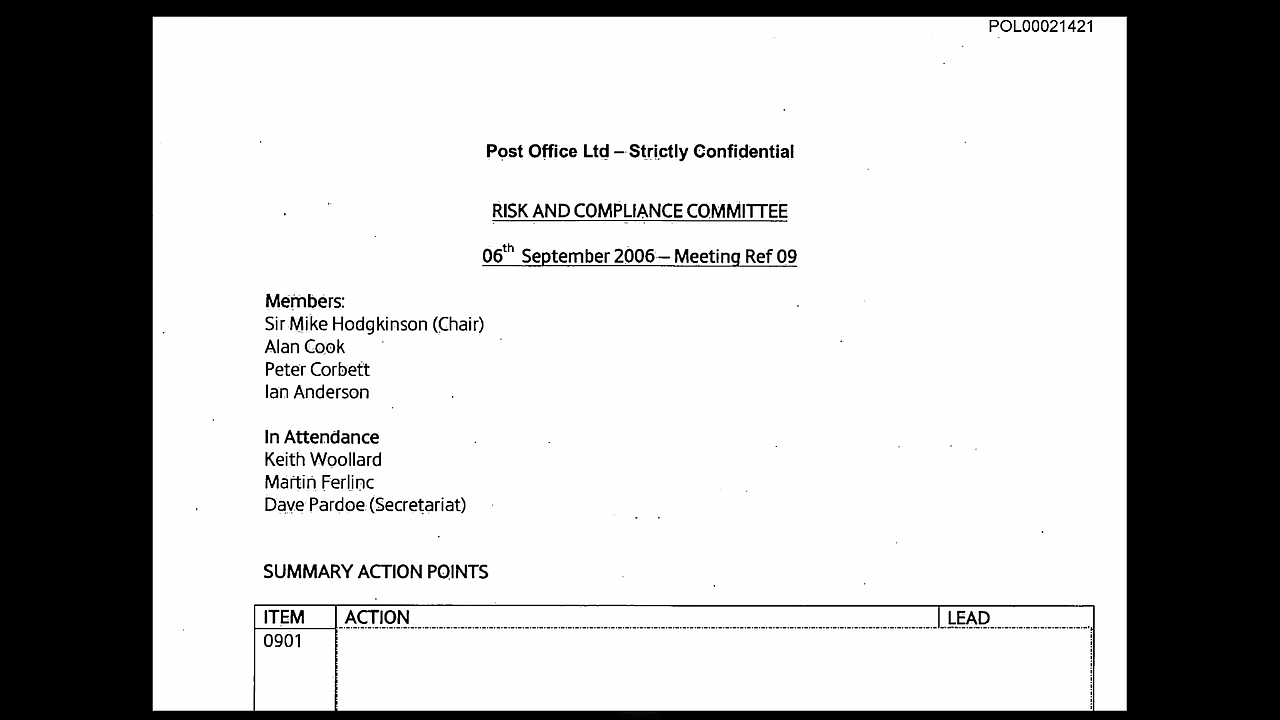 POL00021421
Post Office Ltd – Strictly Confidential
RISK AND COMPLIANCE COMMITTEE
06th September 2006 – Meeting Ref 09
Members:
Sir Mike Hodgkinson (Chair)
Alan Cook
Peter Corbett
Ian Anderson
In Attendance
Keith Woollard
Martin Ferlinc
Dave Pardoe (Secretariat)
SUMMARY ACTION POINTS
ITEM ACTION LEAD
0901